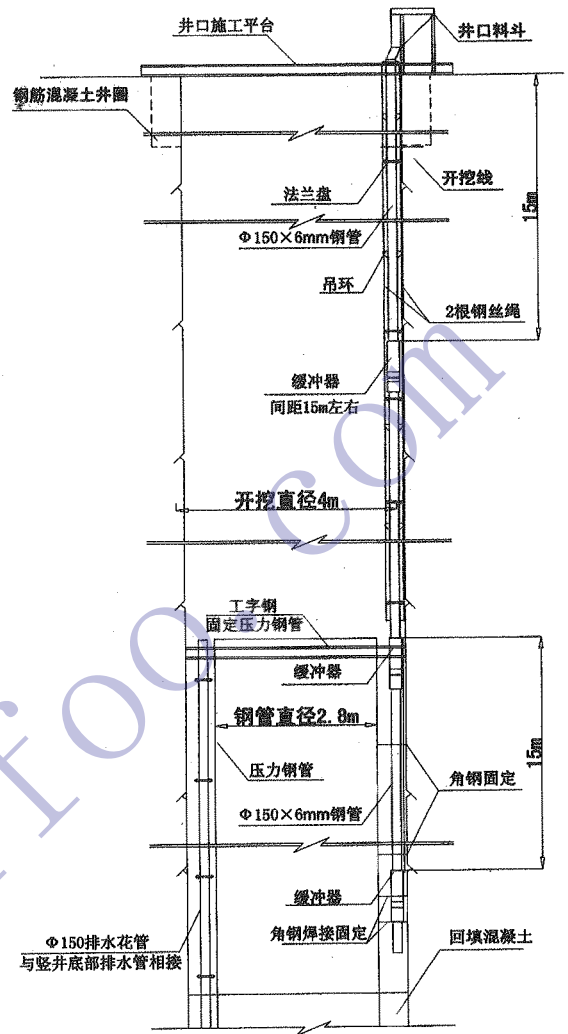 井口施工平台
井口料斗
钢筋混凝土井圈
开挖线
法兰盘
15m
Φ150×6mm钢管
吊环
2根钢丝绳
缓冲器
间距15m左右
开挖直径4m
工字钢
固定压力钢管
缓冲器
钢管直径2.8m
15m
压力钢管
角钢固定
Φ150×6mm钢管
缓冲器
Φ150排水花管
与竖井底部排水管相接
角钢焊接固定
回填混凝土
foo.com